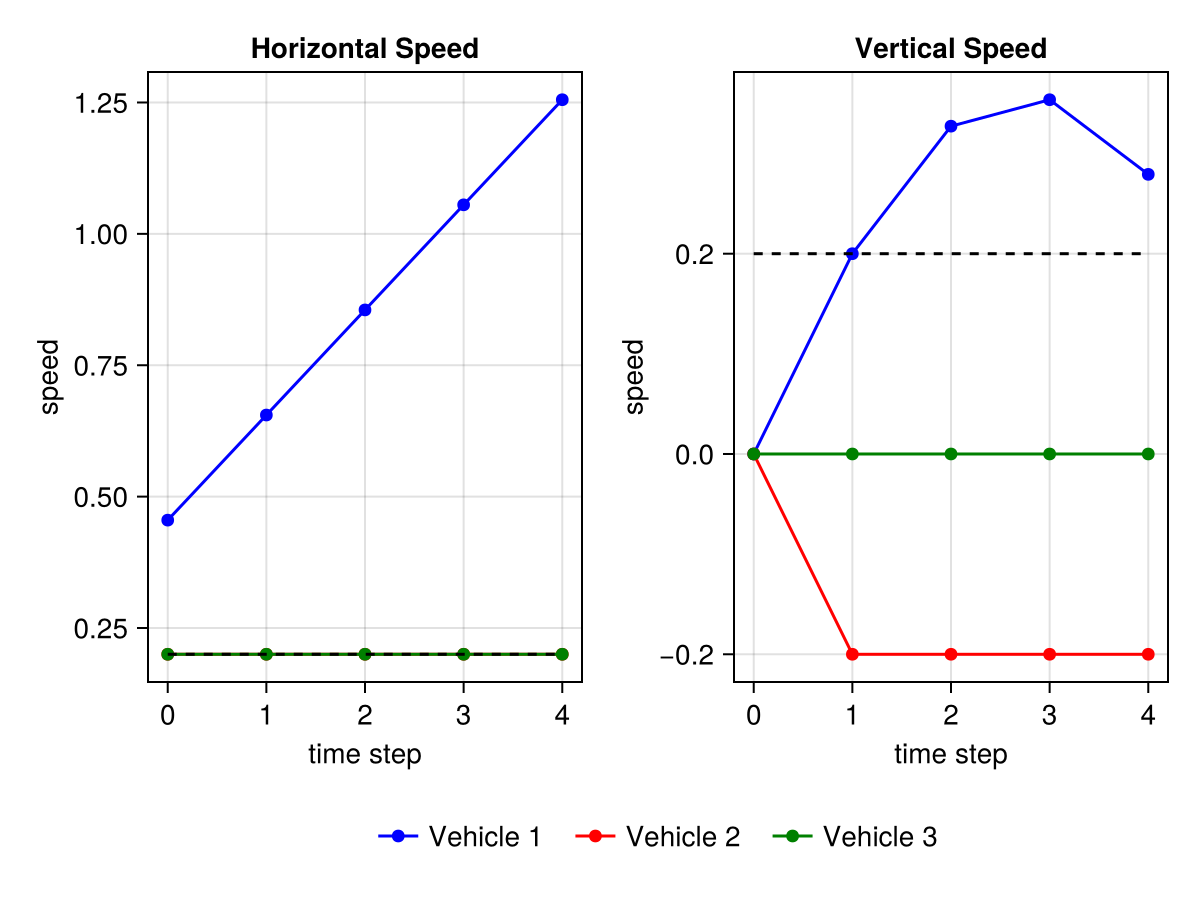 Horizontal Speed
1.25
1.00
0.75
0.50
0.25
speed
0 1 2 3 4
time step
Vertical Speed
0.2
0.0
−0.2
speed
0 1 2 3 4
time step
Vehicle 1 Vehicle 2 Vehicle 3